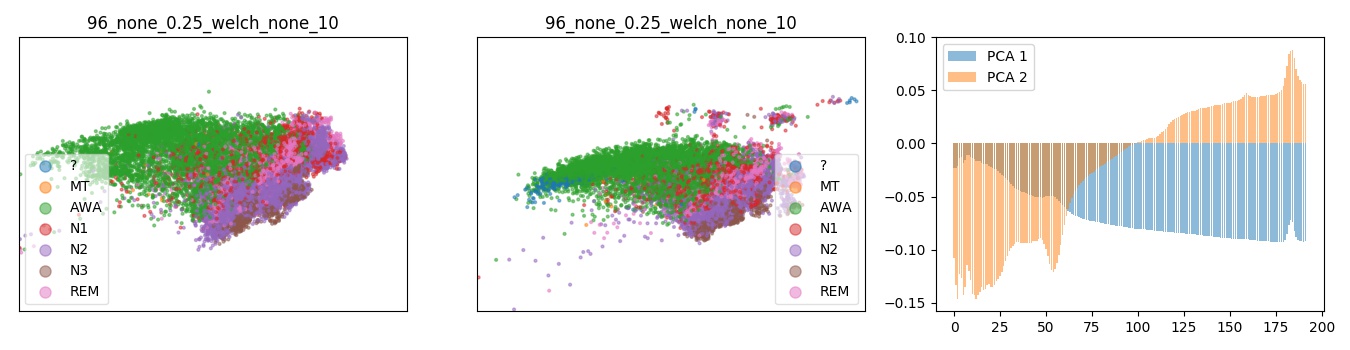 96_none_0.25_welch_none_10
?
MT
AWA
N1
N2
N3
REM
96_none_0.25_welch_none_10
?
MT
AWA
N1
N2
N3
REM
PCA 1
PCA 2
0.10
0.05
0.00
−0.05
−0.10
−0.15
0 25 50 75 100 125 150 175 200